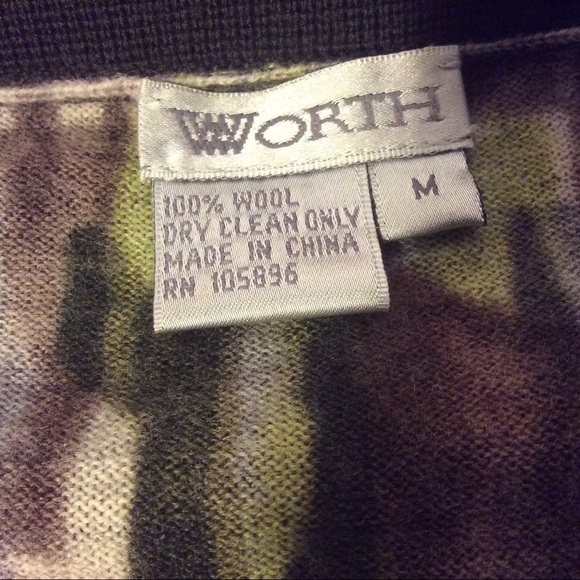 WORTH
M
100% WOOL
DRY CLEAN ONLY
MADE IN CHINA
RN 105896